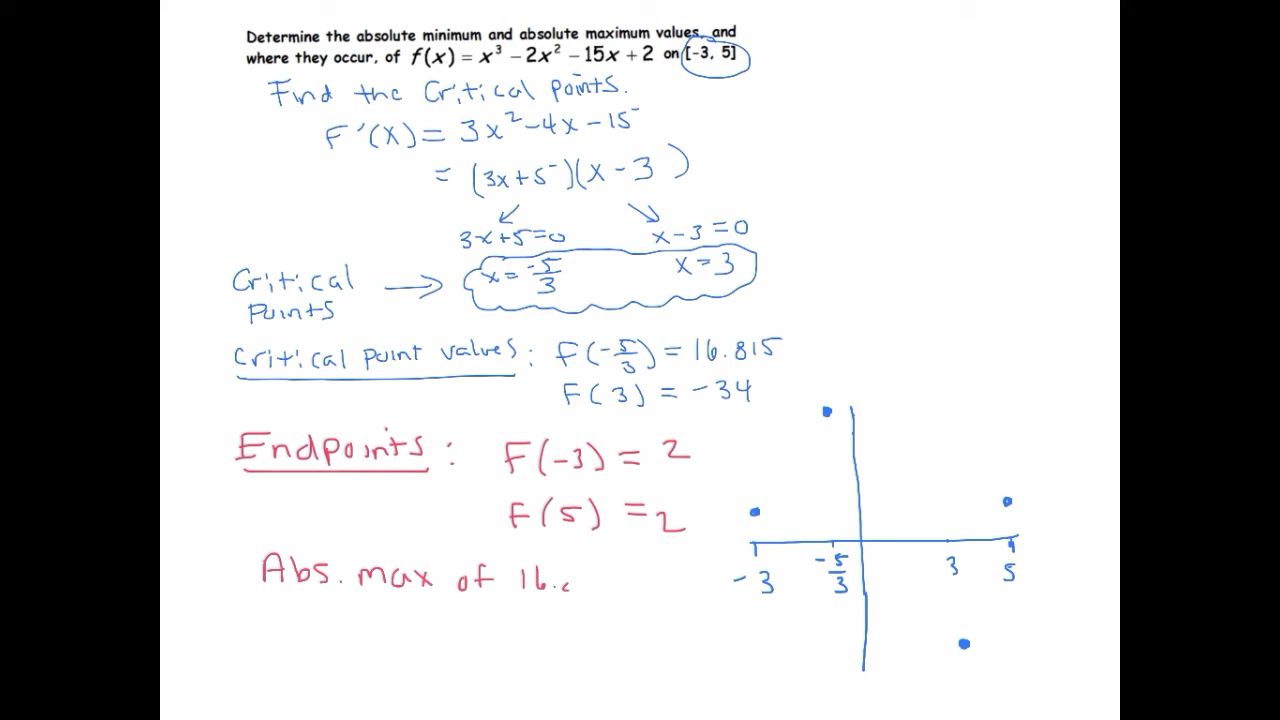 Determine the absolute minimum and absolute maximum values, and
where they occur, of f(x) = x³ − 2x² − 15x + 2 on [-3, 5]
Find the Critical points.
F'(x) = 3x² − 4x − 15
= (3x+5)(x − 3)
3x+5=0 x − 3 = 0
Critical Points → x = -5/3 x = 3
Critical point values: F(-5/3) = 16.815
F(3) = -34
Endpoints: F(-3) = 2
F(5) = 2
Abs. max of 16.
-3 -5/3 3 5